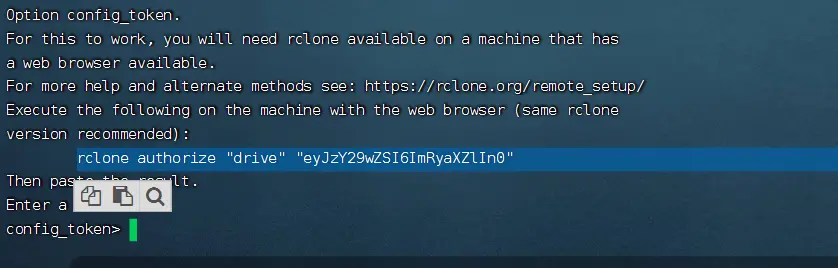 Option config_token.
For this to work, you will need rclone available on a machine that has
a web browser available.
For more help and alternate methods see: https://rclone.org/remote_setup/
Execute the following on the machine with the web browser (same rclone
version recommended):
rclone authorize "drive" "eyJzY29wZSI6ImRyaXZlIn0"
Then paste the result.
Enter a
config_token>